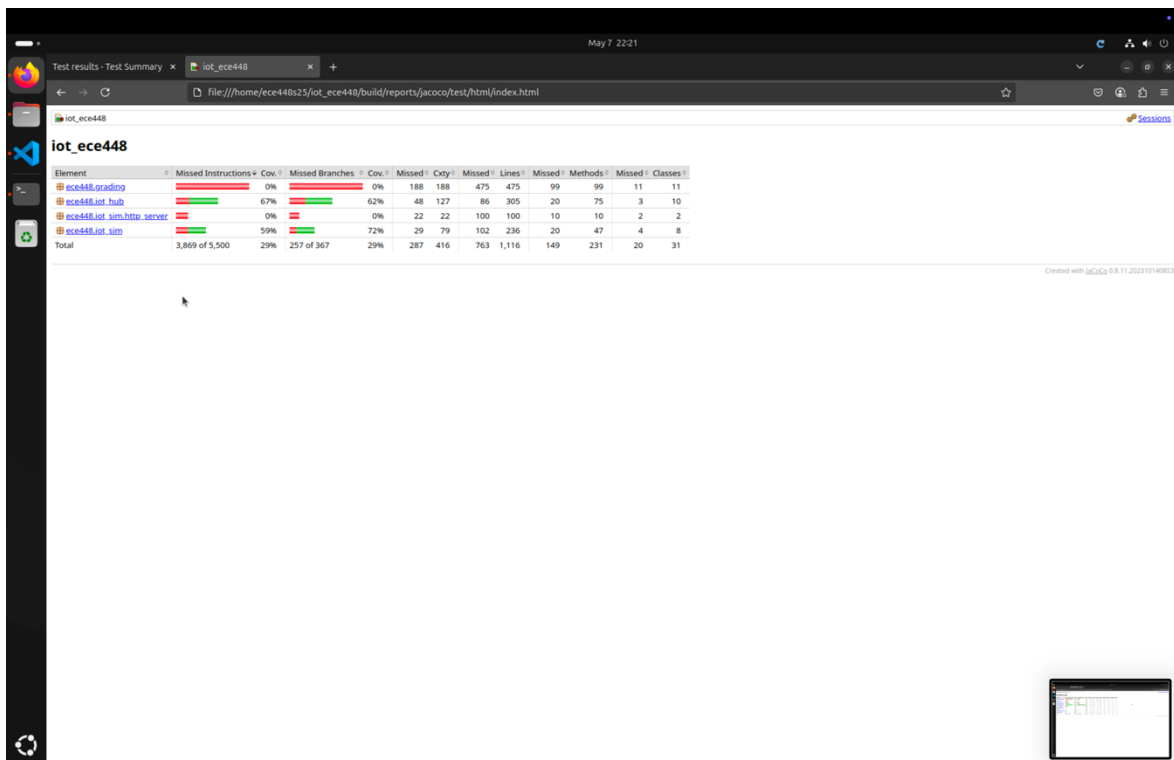 May 7 22:21
Test results - Test Summary × iot_ece448 × +
file:///home/ece448s25/iot_ece448/build/reports/jacoco/test/html/index.html
iot_ece448 Sessions
iot_ece448
Element Missed Instructions Cov. Missed Branches Cov. Missed Cxty Missed Lines Missed Methods Missed Classes
ece448.grading 0% 0% 188 188 475 475 99 99 11 11
ece448.iot_hub 67% 62% 48 127 86 305 20 75 3 10
ece448.iot_sim.http_server 0% 0% 22 22 100 100 10 10 2 2
ece448.iot_sim 59% 72% 29 79 102 236 20 47 4 8
Total 3,869 of 5,500 29% 257 of 367 29% 287 416 763 1,116 149 231 20 31
Created with JaCoCo 0.8.11.202310140853